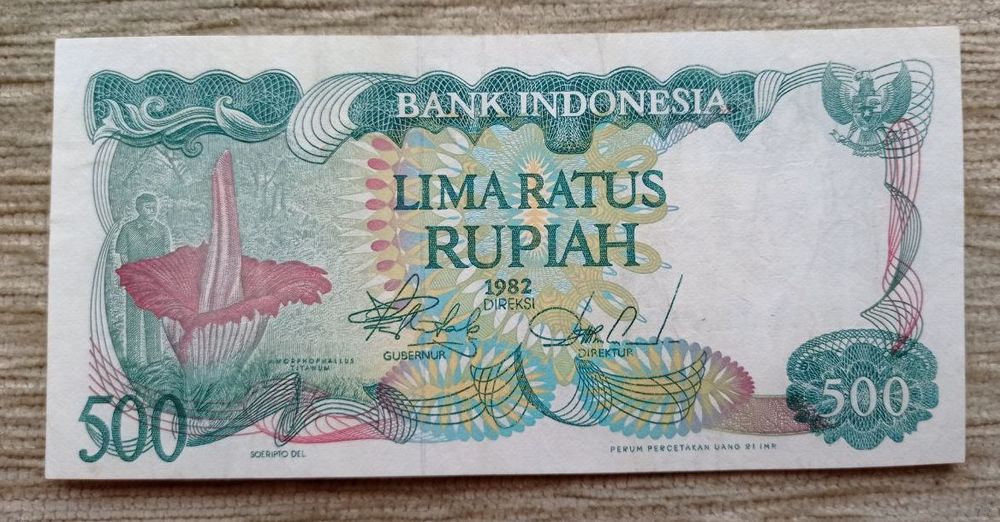 BANK INDONESIA
LIMA RATUS
RUPIAH
1982
DIREKSI
GUBERNUR
DIREKTUR
AMORPHOPHALLUS
TITANUM
500
500
SOERIPTO DEL.
PERUM PERCETAKAN UANG RI IMP.